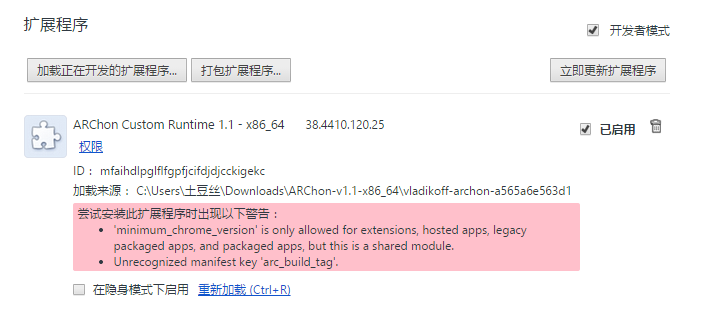 扩展程序
开发者模式
加载正在开发的扩展程序... 打包扩展程序... 立即更新扩展程序
ARChon Custom Runtime 1.1 - x86_64 38.4410.120.25 已启用
权限
ID： mfaihdlpglflfgpfjcifdjdjcckigekc
加载来源： C:\Users\土豆丝\Downloads\ARChon-v1.1-x86_64\vladikoff-archon-a565a6e563d1
尝试安装此扩展程序时出现以下警告：
'minimum_chrome_version' is only allowed for extensions, hosted apps, legacy
packaged apps, and packaged apps, but this is a shared module.
Unrecognized manifest key 'arc_build_tag'.
在隐身模式下启用 重新加载 (Ctrl+R)